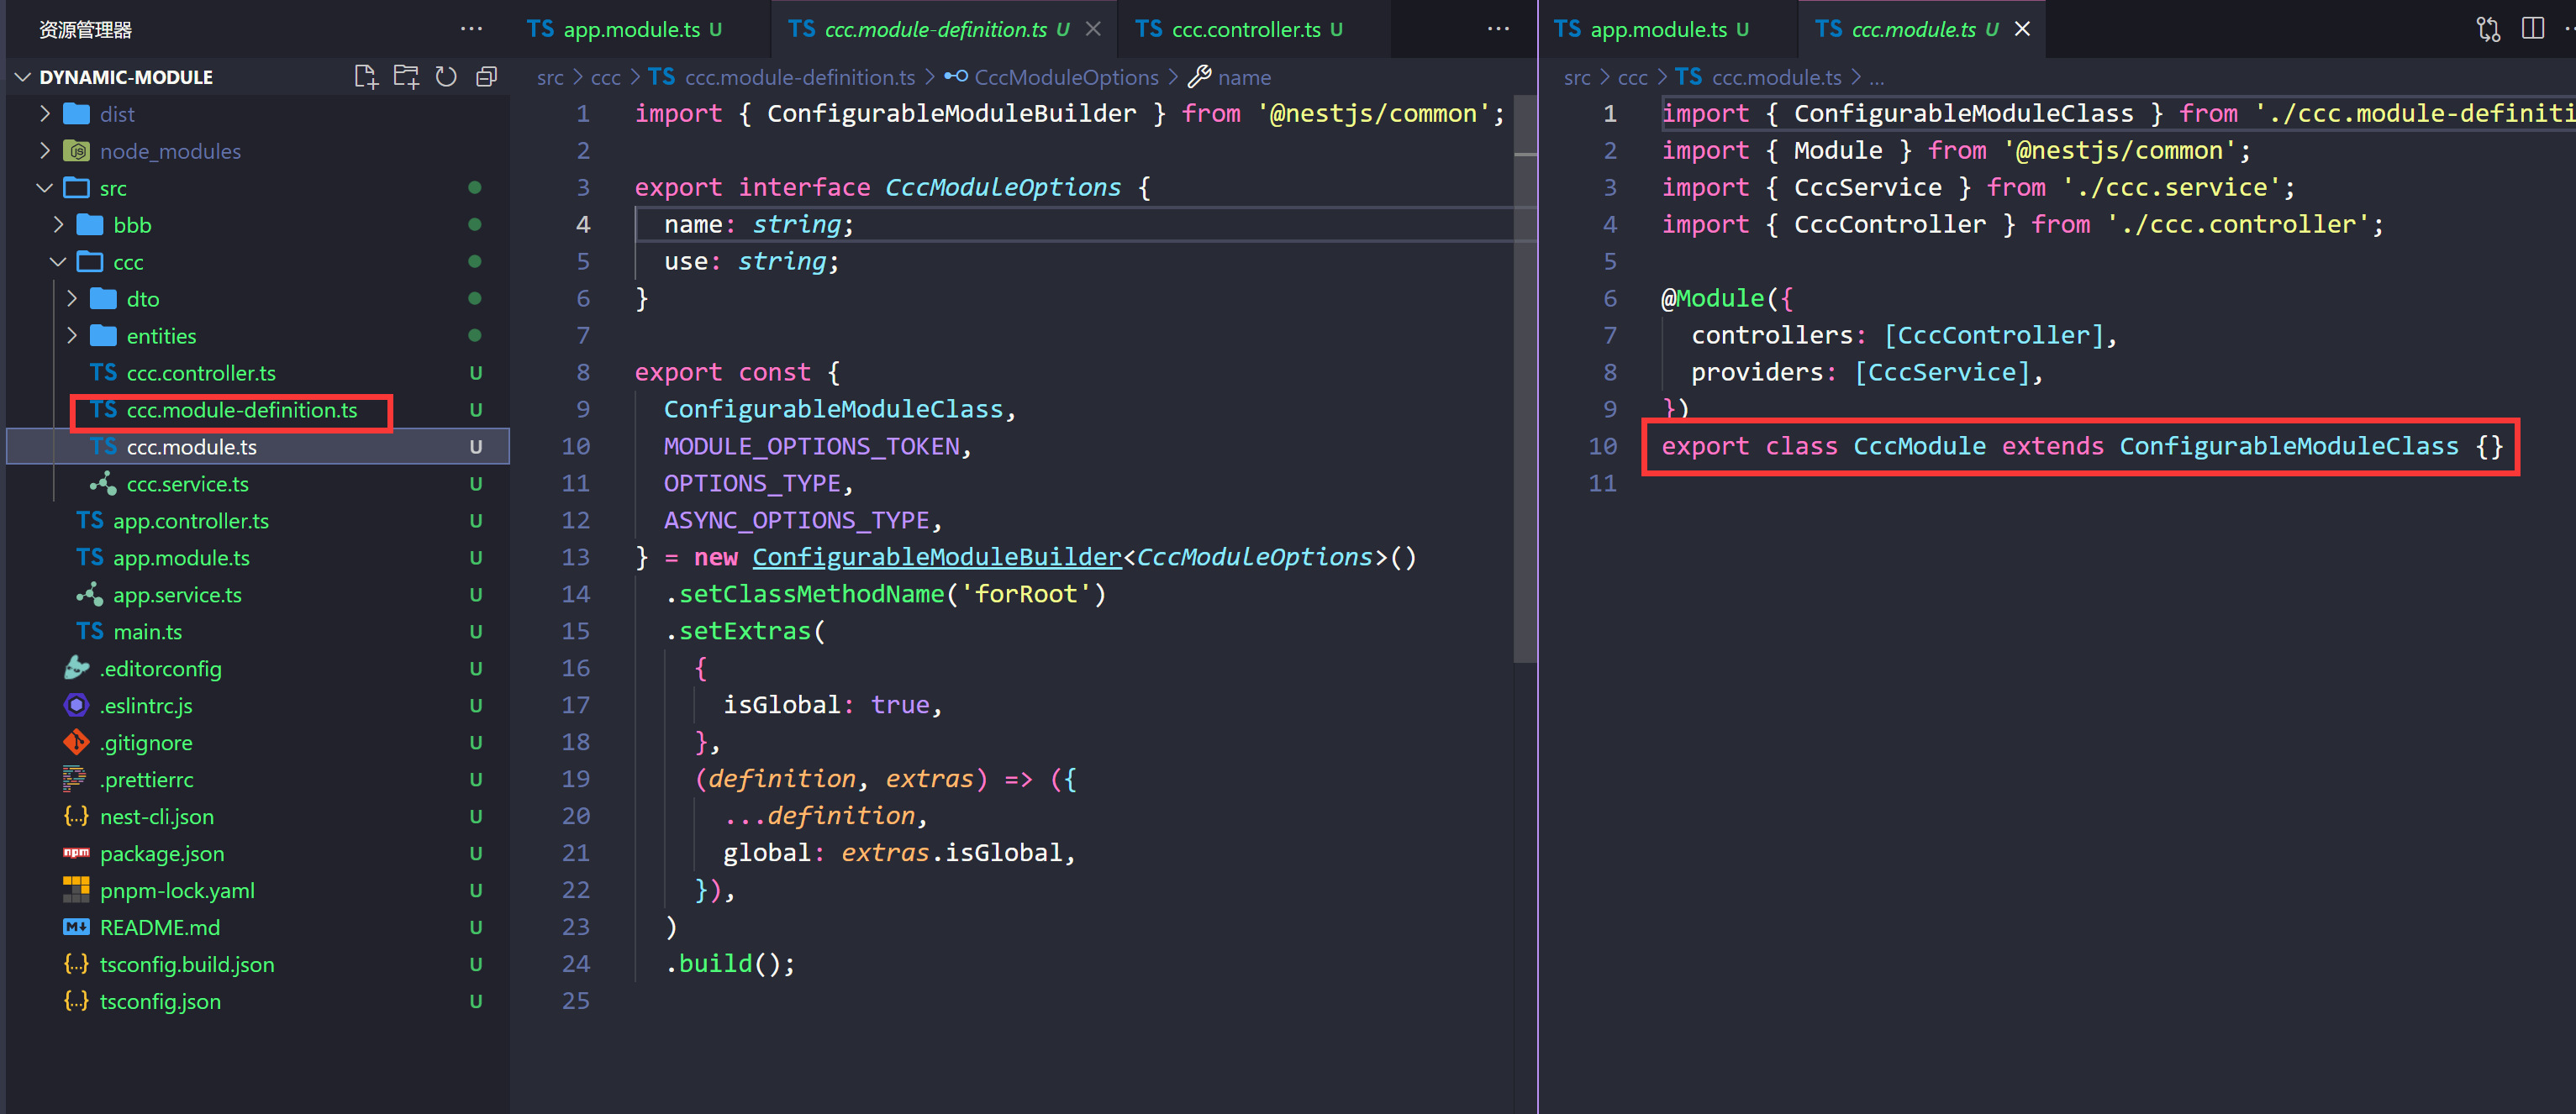 资源管理器
DYNAMIC-MODULE
dist
node_modules
src
bbb
ccc
dto
entities
TS ccc.controller.ts U
TS ccc.module-definition.ts U
TS ccc.module.ts U
ccc.service.ts U
TS app.controller.ts U
TS app.module.ts U
app.service.ts U
TS main.ts U
.editorconfig U
.eslintrc.js U
.gitignore U
.prettierrc U
{..} nest-cli.json U
npm package.json U
pnpm-lock.yaml U
README.md U
{..} tsconfig.build.json U
{..} tsconfig.json U
TS app.module.ts U
TS ccc.module-definition.ts U
TS ccc.controller.ts U
src > ccc > TS ccc.module-definition.ts > CccModuleOptions > name
1 import { ConfigurableModuleBuilder } from '@nestjs/common';
2
3 export interface CccModuleOptions {
4 name: string;
5 use: string;
6 }
7
8 export const {
9 ConfigurableModuleClass,
10 MODULE_OPTIONS_TOKEN,
11 OPTIONS_TYPE,
12 ASYNC_OPTIONS_TYPE,
13 } = new ConfigurableModuleBuilder<CccModuleOptions>()
14 .setClassMethodName('forRoot')
15 .setExtras(
16 {
17 isGlobal: true,
18 },
19 (definition, extras) => ({
20 ...definition,
21 global: extras.isGlobal,
22 }),
23 )
24 .build();
25
TS app.module.ts U
TS ccc.module.ts U
src > ccc > TS ccc.module.ts > ...
1 import { ConfigurableModuleClass } from './ccc.module-definiti
2 import { Module } from '@nestjs/common';
3 import { CccService } from './ccc.service';
4 import { CccController } from './ccc.controller';
5
6 @Module({
7 controllers: [CccController],
8 providers: [CccService],
9 })
10 export class CccModule extends ConfigurableModuleClass {}
11